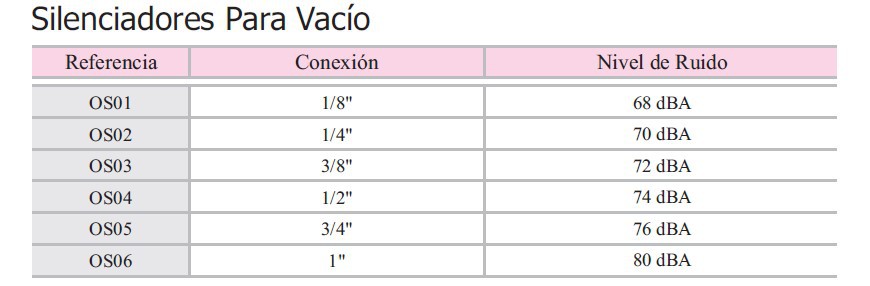 Silenciadores Para Vacío
Referencia Conexión Nivel de Ruido
OS01 1/8" 68 dBA
OS02 1/4" 70 dBA
OS03 3/8" 72 dBA
OS04 1/2" 74 dBA
OS05 3/4" 76 dBA
OS06 1" 80 dBA